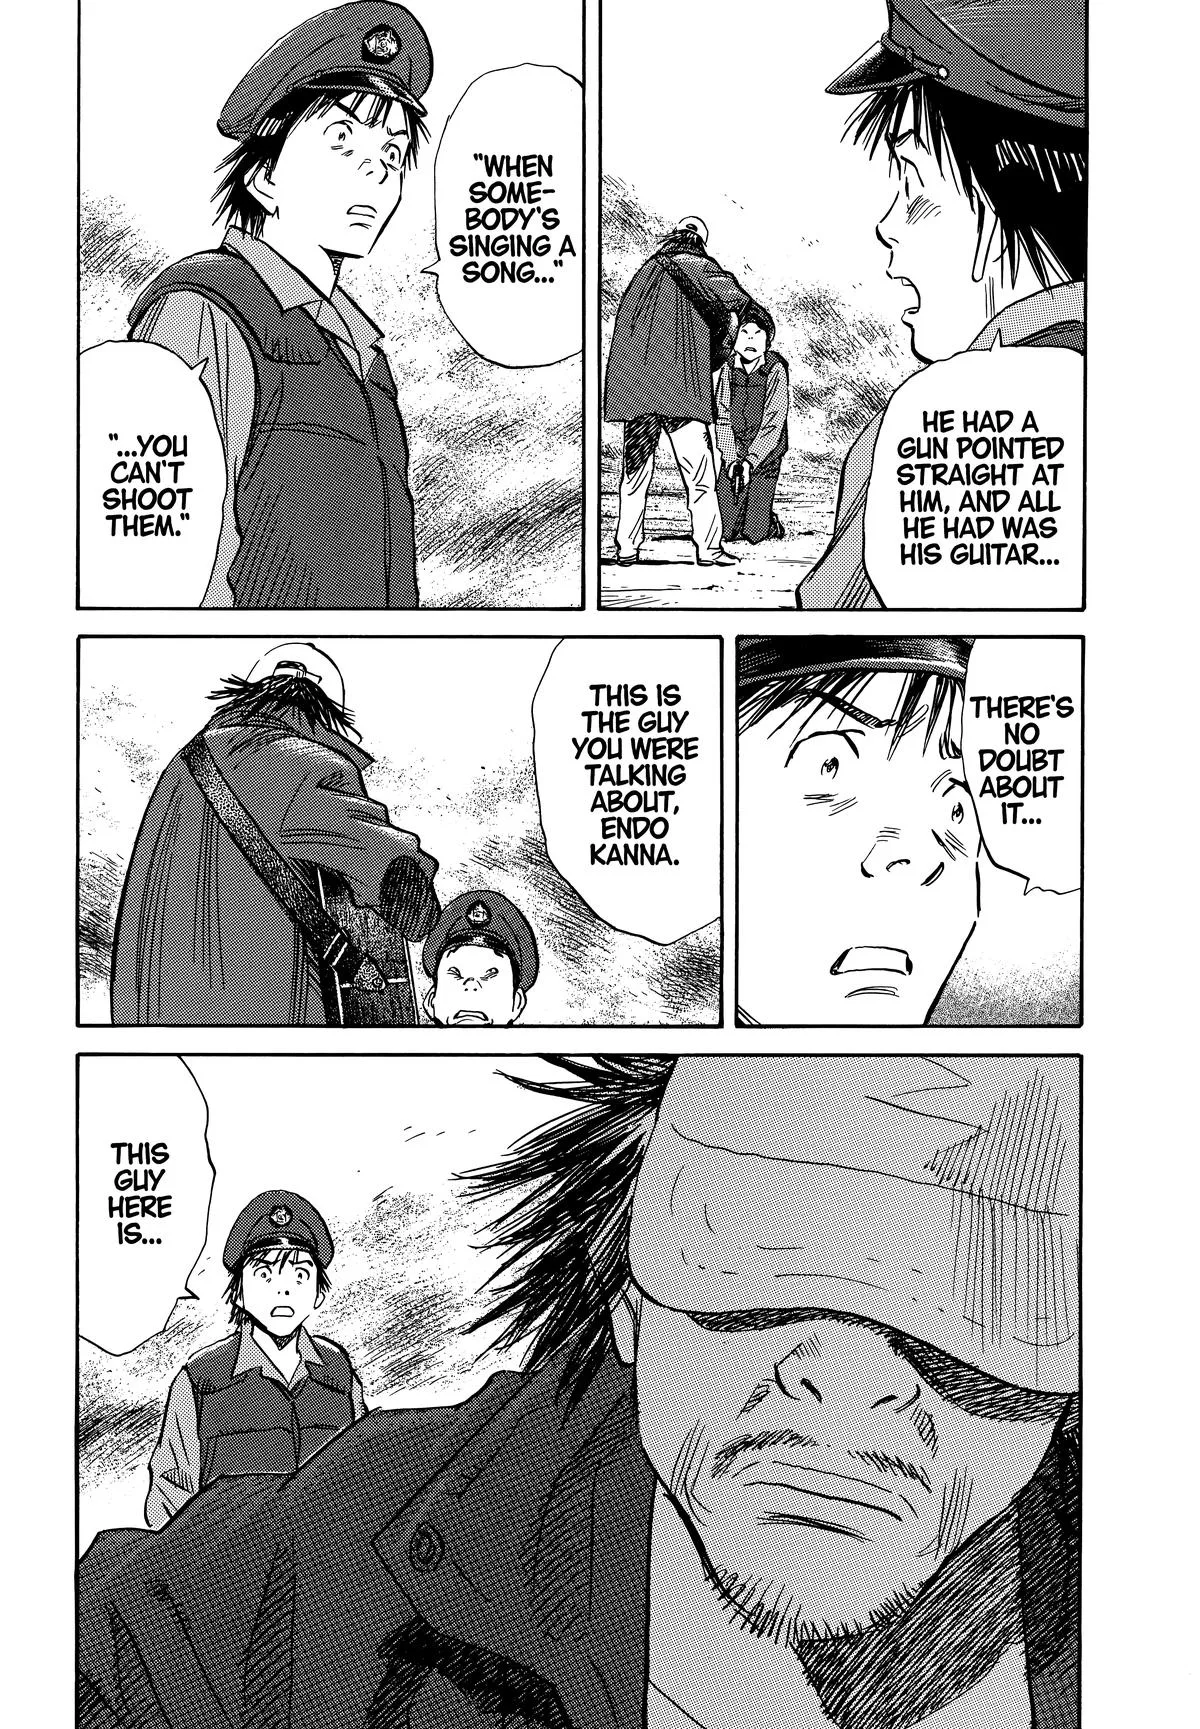 HE HAD A
GUN POINTED
STRAIGHT AT
HIM, AND ALL
HE HAD WAS
HIS GUITAR...
"WHEN
SOME-
BODY'S
SINGING A
SONG..."
"...YOU
CAN'T
SHOOT
THEM."
THERE'S
NO
DOUBT
ABOUT
IT...
THIS IS
THE GUY
YOU WERE
TALKING
ABOUT,
ENDO
KANNA.
THIS
GUY
HERE
IS...